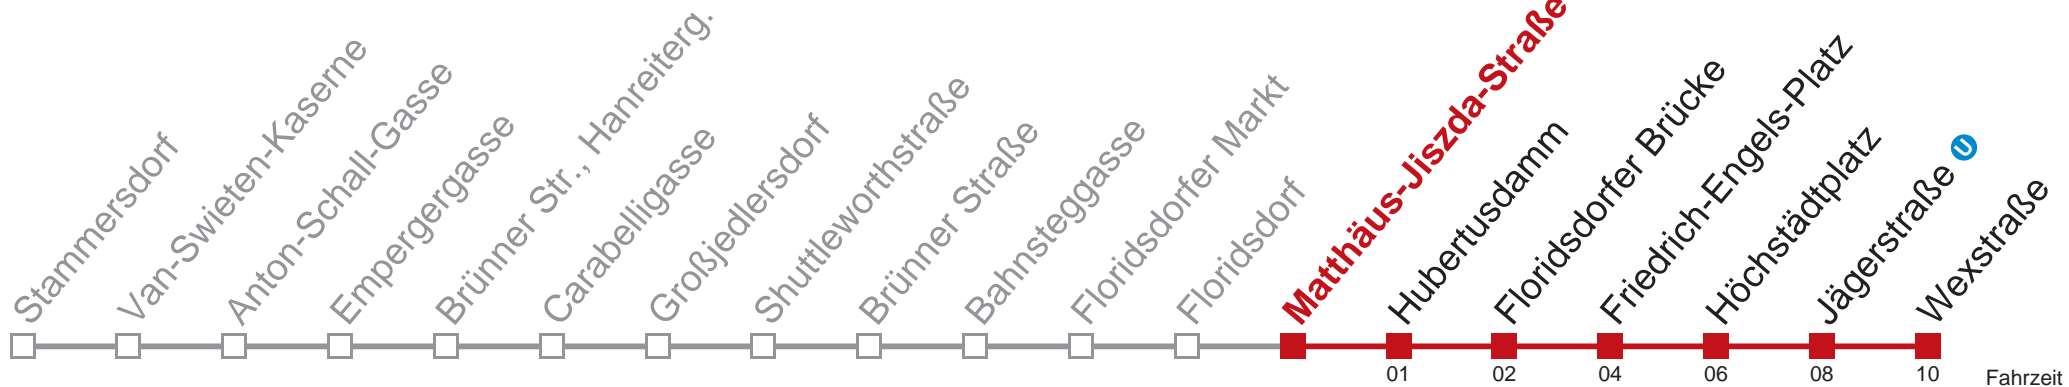 Stammersdorf
Van-Swieten-Kaserne
Anton-Schall-Gasse
Empergergasse
Brünner Str., Hanreiterg.
Carabelligasse
Großjedlersdorf
Shuttleworthstraße
Brünner Straße
Bahnsteggasse
Floridsdorfer Markt
Floridsdorf
Matthäus-Jiszda-Straße
Hubertusdamm
Floridsdorfer Brücke
Friedrich-Engels-Platz
Höchstädtplatz
Jägerstraße U
Wexstraße
01 02 04 06 08 10 Fahrzeit